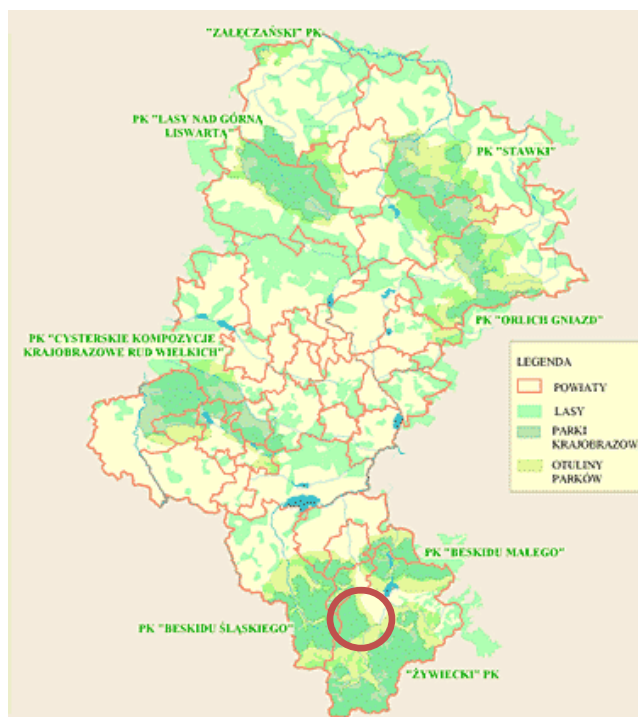 "ZAŁĘCZAŃSKI" PK
PK "LASY NAD GÓRNĄ
LISWARTĄ"
PK "STAWKI"
PK "ORLICH GNIAZD"
PK "CYSTERSKIE KOMPOZYCJE
KRAJOBRAZOWE RUD WIELKICH"
LEGENDA
POWIATY
LASY
PARKI
KRAJOBRAZOW
OTULINY
PARKÓW
PK "BESKIDU MAŁEGO"
PK "BESKIDU ŚLĄSKIEGO"
"ŻYWIECKI" PK